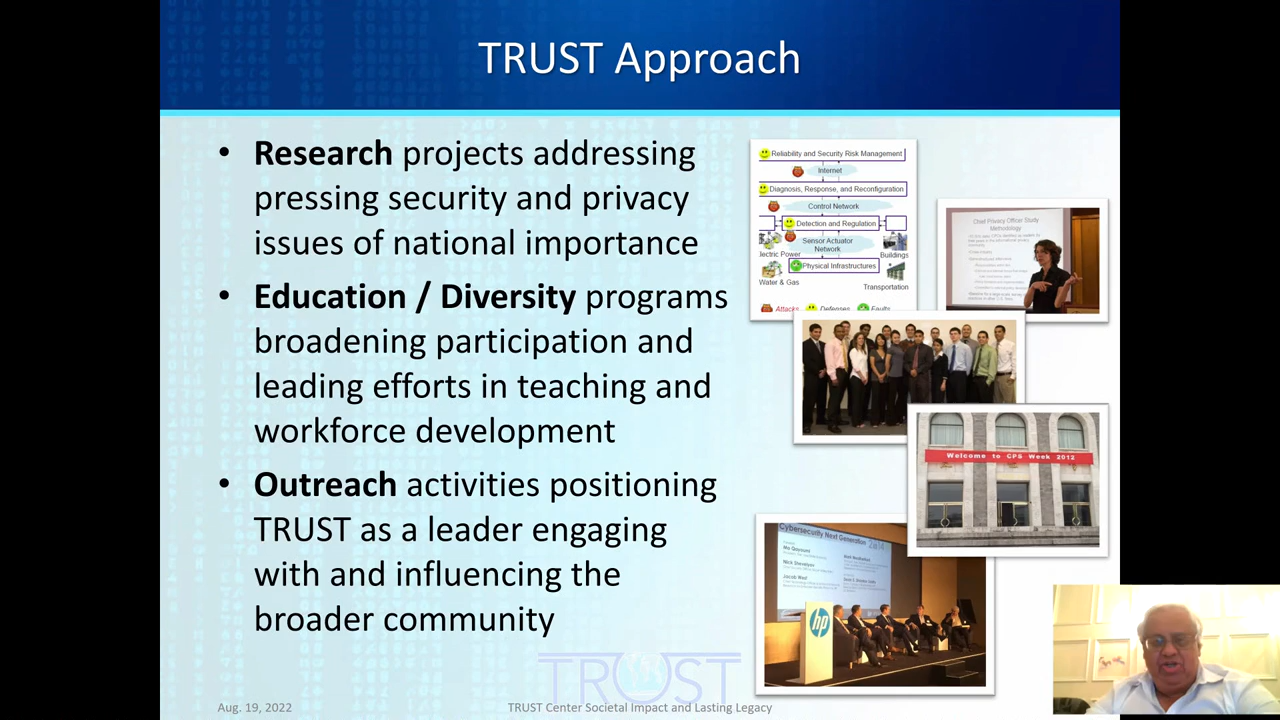 TRUST Approach
• Research projects addressing
pressing security and privacy
issues of national importance
• Education / Diversity programs
broadening participation and
leading efforts in teaching and
workforce development
• Outreach activities positioning
TRUST as a leader engaging
with and influencing the
broader community
Reliability and Security Risk Management
Internet
Diagnosis, Response, and Reconfiguration
Control Network
Detection and Regulation
Sensor Actuator
Network
Electric Power
Buildings
Physical Infrastructures
Water & Gas
Transportation
Attacks Defenses Faults
Chief Privacy Officer Study
Methodology
Welcome to CPS Week 2012
Cybersecurity Next Generation
hp
TRUST
Aug. 19, 2022
TRUST Center Societal Impact and Lasting Legacy